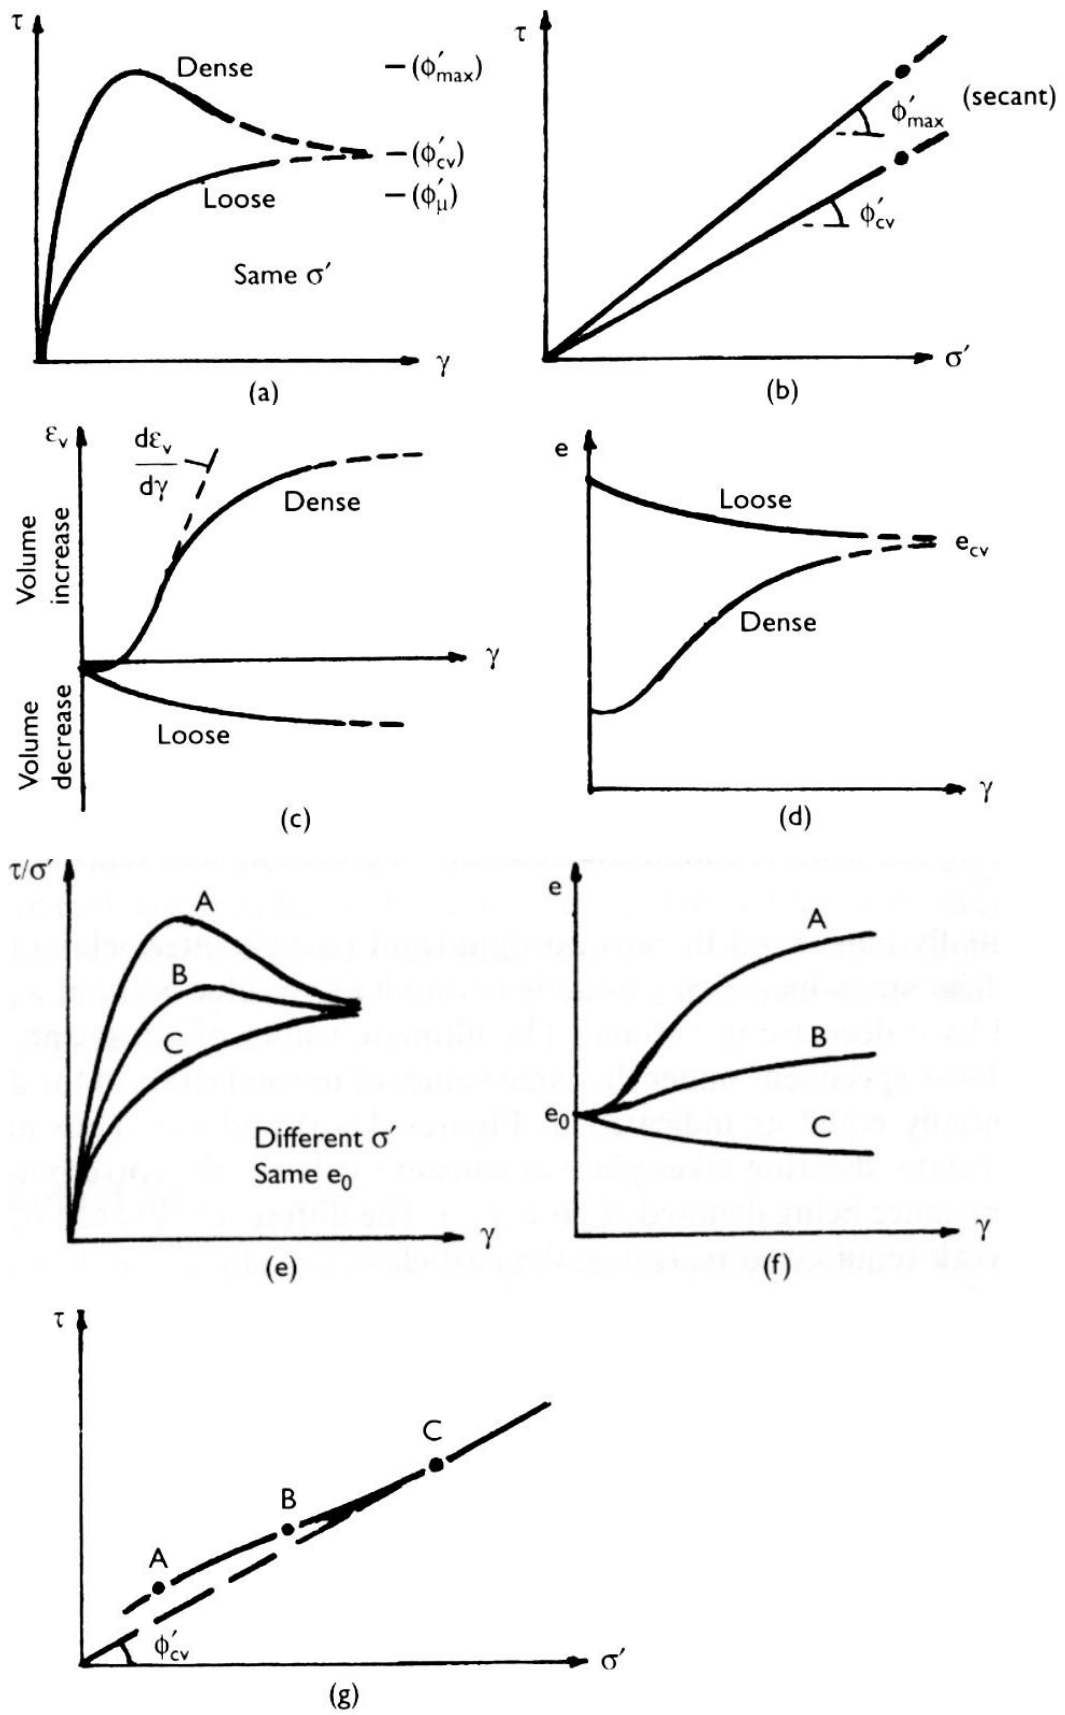 τ
Dense
– (ϕ′max)
– (ϕ′cv)
– (ϕ′μ)
Loose
Same σ′
γ
(a)
τ
ϕ′max
(secant)
ϕ′cv
σ′
(b)
εv
dεv
dγ
Volume increase
Dense
γ
Volume decrease
Loose
(c)
e
Loose
ecv
Dense
γ
(d)
τ/σ′
A
B
C
Different σ′
Same e0
γ
(e)
e
A
B
e0
C
γ
(f)
τ
C
B
A
ϕ′cv
σ′
(g)